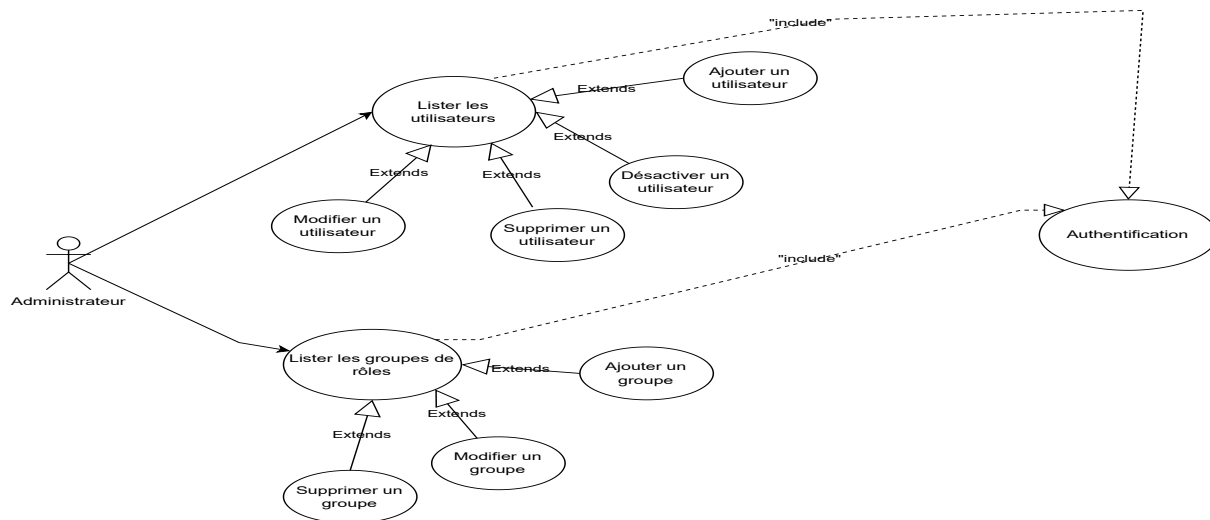 "include"
Ajouter un
utilisateur
Extends
Lister les
utilisateurs
Extends
Extends
Extends
Désactiver un
utilisateur
Modifier un
utilisateur
Supprimer un
utilisateur
Authentification
"include"
Administrateur
Lister les groupes de
rôles
Extends
Ajouter un
groupe
Extends
Extends
Modifier un
groupe
Supprimer un
groupe